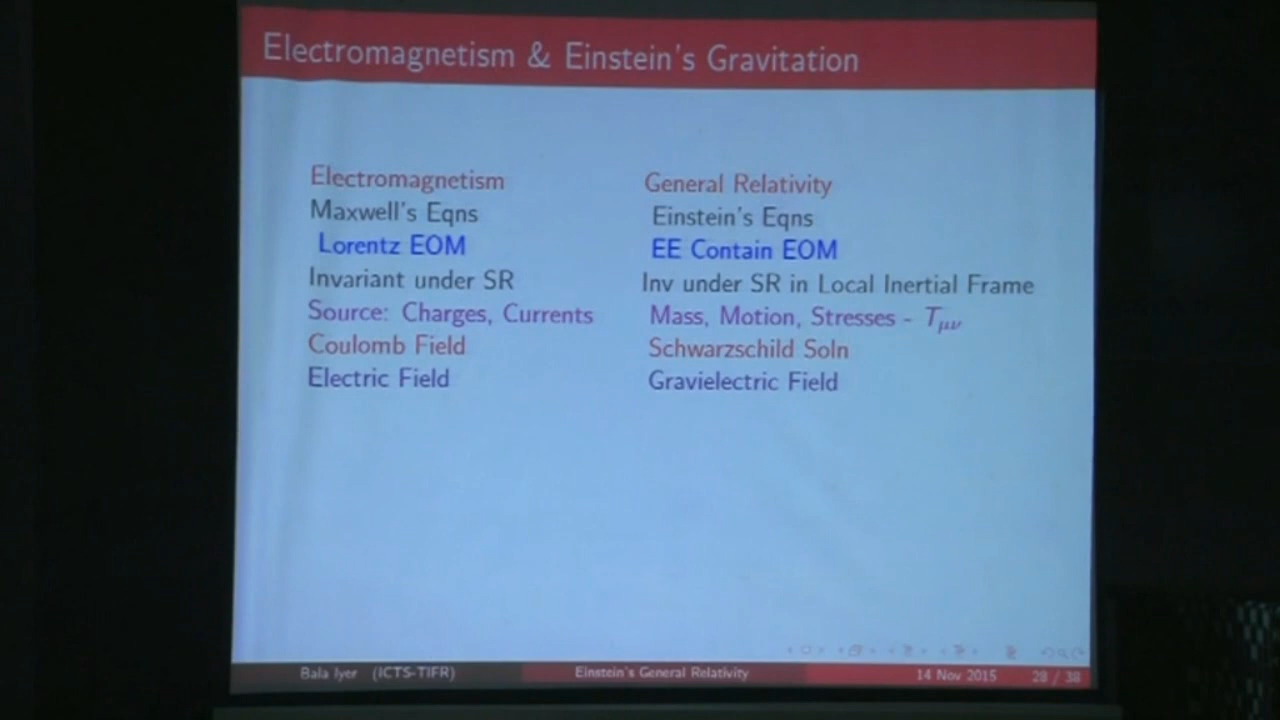 Electromagnetism & Einstein's Gravitation
Electromagnetism General Relativity
Maxwell's Eqns Einstein's Eqns
Lorentz EOM EE Contain EOM
Invariant under SR Inv under SR in Local Inertial Frame
Source: Charges, Currents Mass, Motion, Stresses - Tμν
Coulomb Field Schwarzschild Soln
Electric Field Gravielectric Field
Bala Iyer (ICTS-TIFR) Einstein's General Relativity 14 Nov 2015 28 / 38